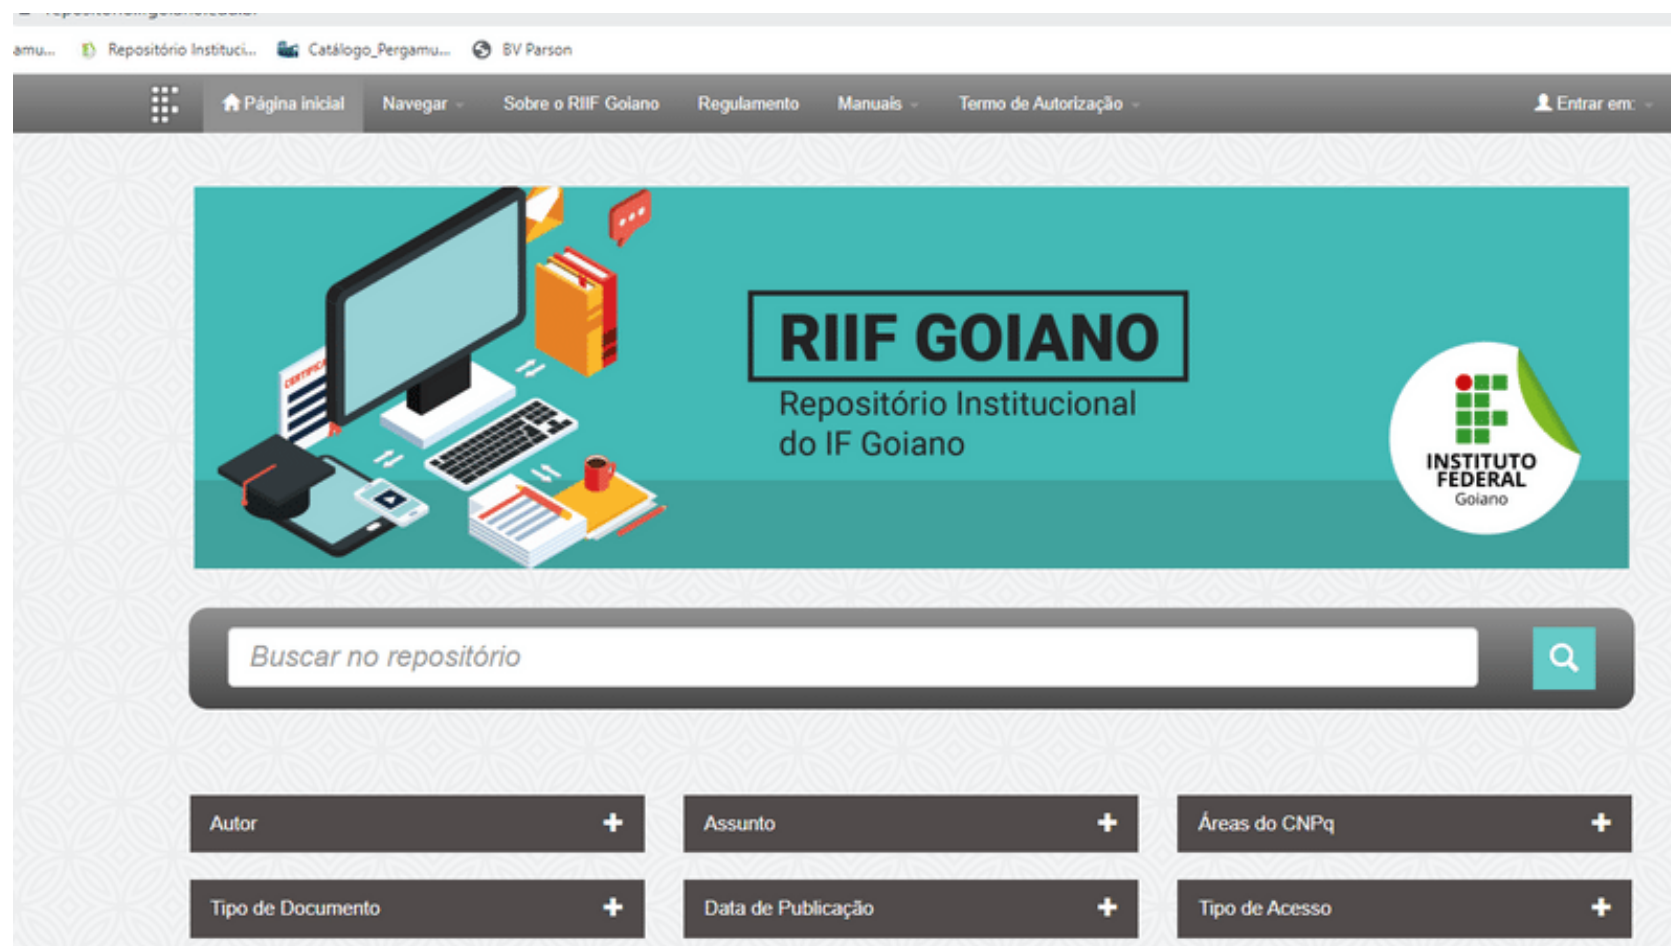 amu... Repositório Instituci... Catálogo_Pergamu... BV Parson
Página inicial Navegar Sobre o RIIF Goiano Regulamento Manuais Termo de Autorização Entrar em:
RIIF GOIANO
Repositório Institucional
do IF Goiano
INSTITUTO
FEDERAL
Goiano
Buscar no repositório
Autor Assunto Áreas do CNPq
Tipo de Documento Data de Publicação Tipo de Acesso